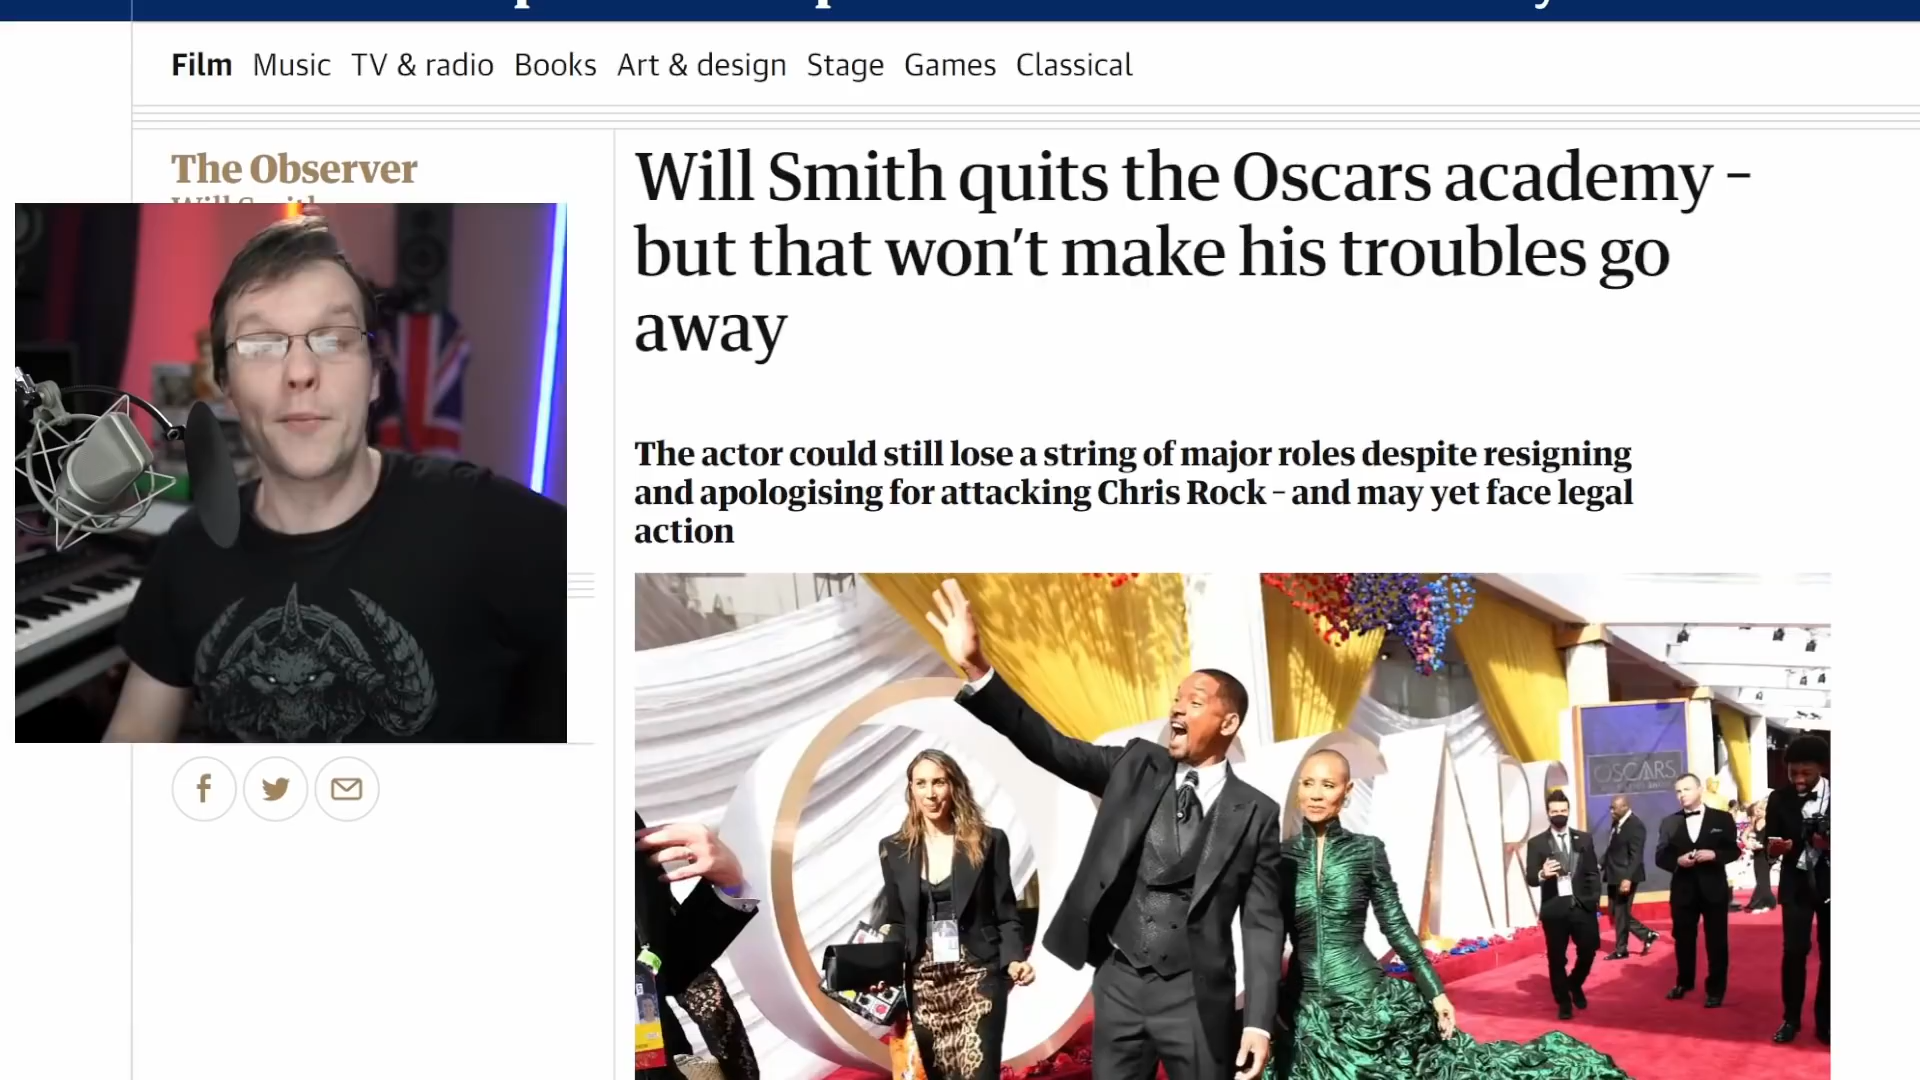 Film Music TV & radio Books Art & design Stage Games Classical
The Observer
Will Smith
Will Smith quits the Oscars academy –
but that won’t make his troubles go
away
The actor could still lose a string of major roles despite resigning
and apologising for attacking Chris Rock – and may yet face legal
action
OSCARS